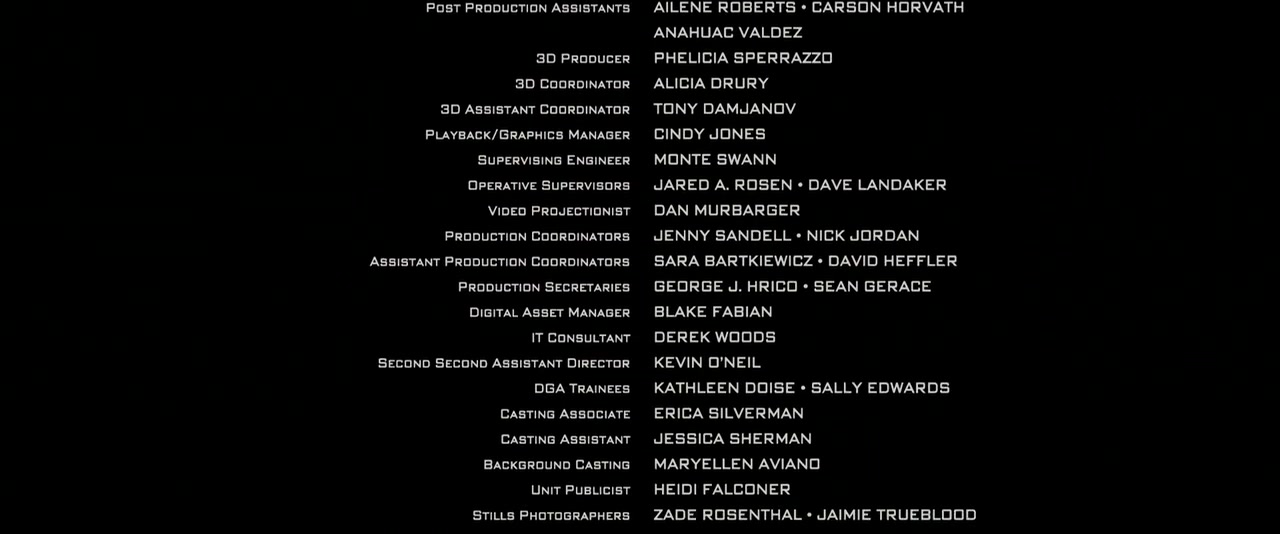 Post Production Assistants AILENE ROBERTS • CARSON HORVATH
ANAHUAC VALDEZ
3D Producer PHELICIA SPERRAZZO
3D Coordinator ALICIA DRURY
3D Assistant Coordinator TONY DAMJANOV
Playback/Graphics Manager CINDY JONES
Supervising Engineer MONTE SWANN
Operative Supervisors JARED A. ROSEN • DAVE LANDAKER
Video Projectionist DAN MURBARGER
Production Coordinators JENNY SANDELL • NICK JORDAN
Assistant Production Coordinators SARA BARTKIEWICZ • DAVID HEFFLER
Production Secretaries GEORGE J. HRICO • SEAN GERACE
Digital Asset Manager BLAKE FABIAN
IT Consultant DEREK WOODS
Second Second Assistant Director KEVIN O'NEIL
DGA Trainees KATHLEEN DOISE • SALLY EDWARDS
Casting Associate ERICA SILVERMAN
Casting Assistant JESSICA SHERMAN
Background Casting MARYELLEN AVIANO
Unit Publicist HEIDI FALCONER
Stills Photographers ZADE ROSENTHAL • JAIMIE TRUEBLOOD